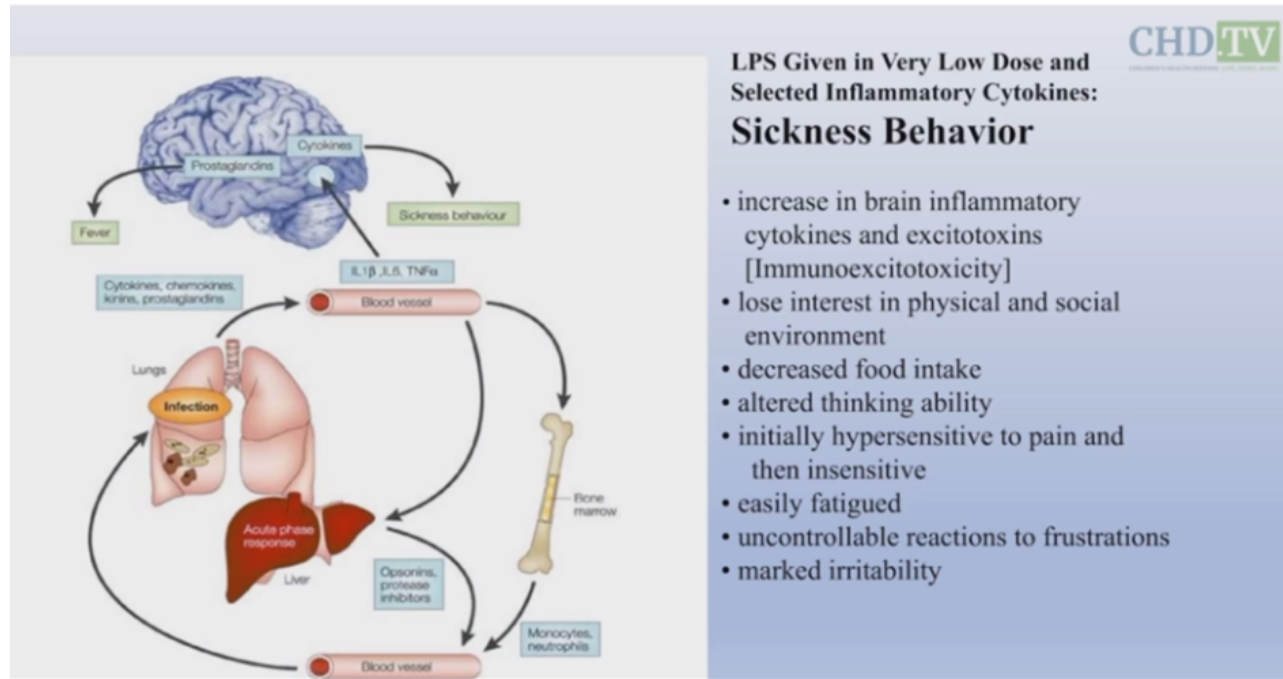 CHD.TV
LPS Given in Very Low Dose and
Selected Inflammatory Cytokines:
Sickness Behavior
• increase in brain inflammatory
cytokines and excitotoxins
[Immunoexcitotoxicity]
• lose interest in physical and social
environment
• decreased food intake
• altered thinking ability
• initially hypersensitive to pain and
then insensitive
• easily fatigued
• uncontrollable reactions to frustrations
• marked irritability
Cytokines
Prostaglandins
Fever
Sickness behaviour
IL1β ,IL6, TNFα
Cytokines, chemokines,
kinins, prostaglandins
Blood vessel
Lungs
Infection
Bone
marrow
Acute phase
response
Liver
Opsonins,
protease
inhibitors
Monocytes,
neutrophils
Blood vessel